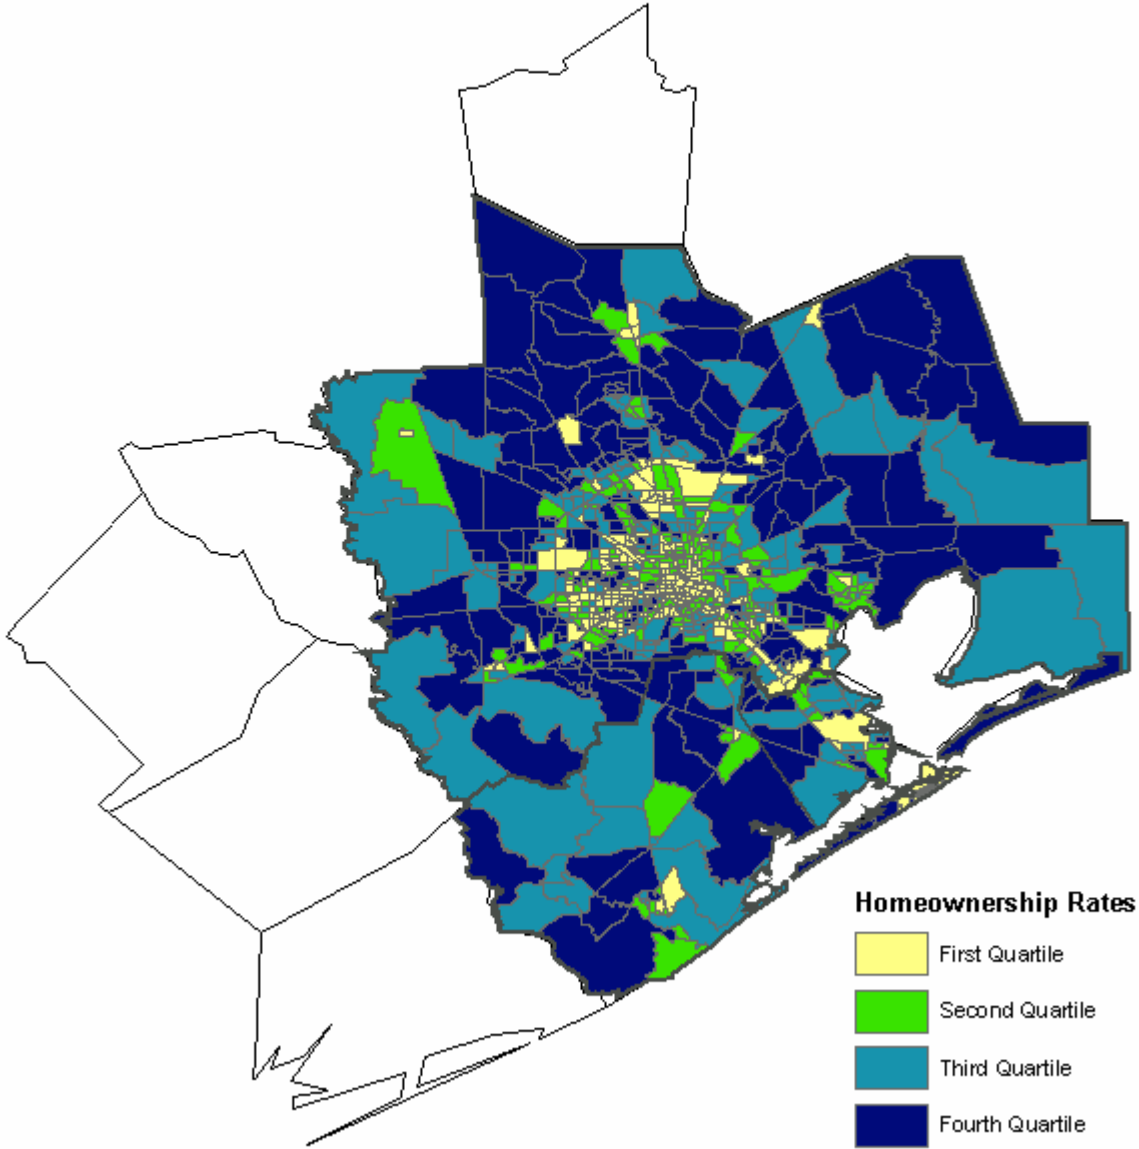 Homeownership Rates
First Quartile
Second Quartile
Third Quartile
Fourth Quartile